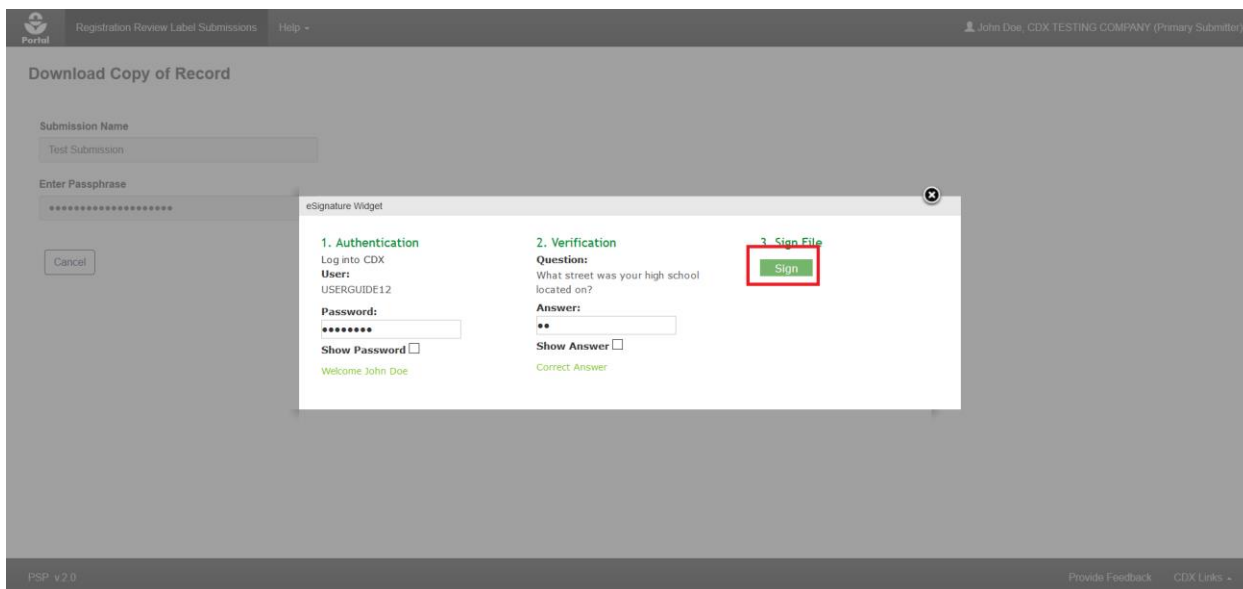 Portal
Registration Review Label Submissions
Help
John Doe, CDX TESTING COMPANY (Primary Submitter)
Download Copy of Record
Submission Name
Test Submission
Enter Passphrase
••••••••••••••••••••
Cancel
eSignature Widget
1. Authentication
Log into CDX
User:
USERGUIDE12
Password:
••••••••
Show Password
Welcome John Doe
2. Verification
Question:
What street was your high school
located on?
Answer:
••
Show Answer
Correct Answer
3. Sign File
Sign
PSP v.2.0
Provide Feedback
CDX Links